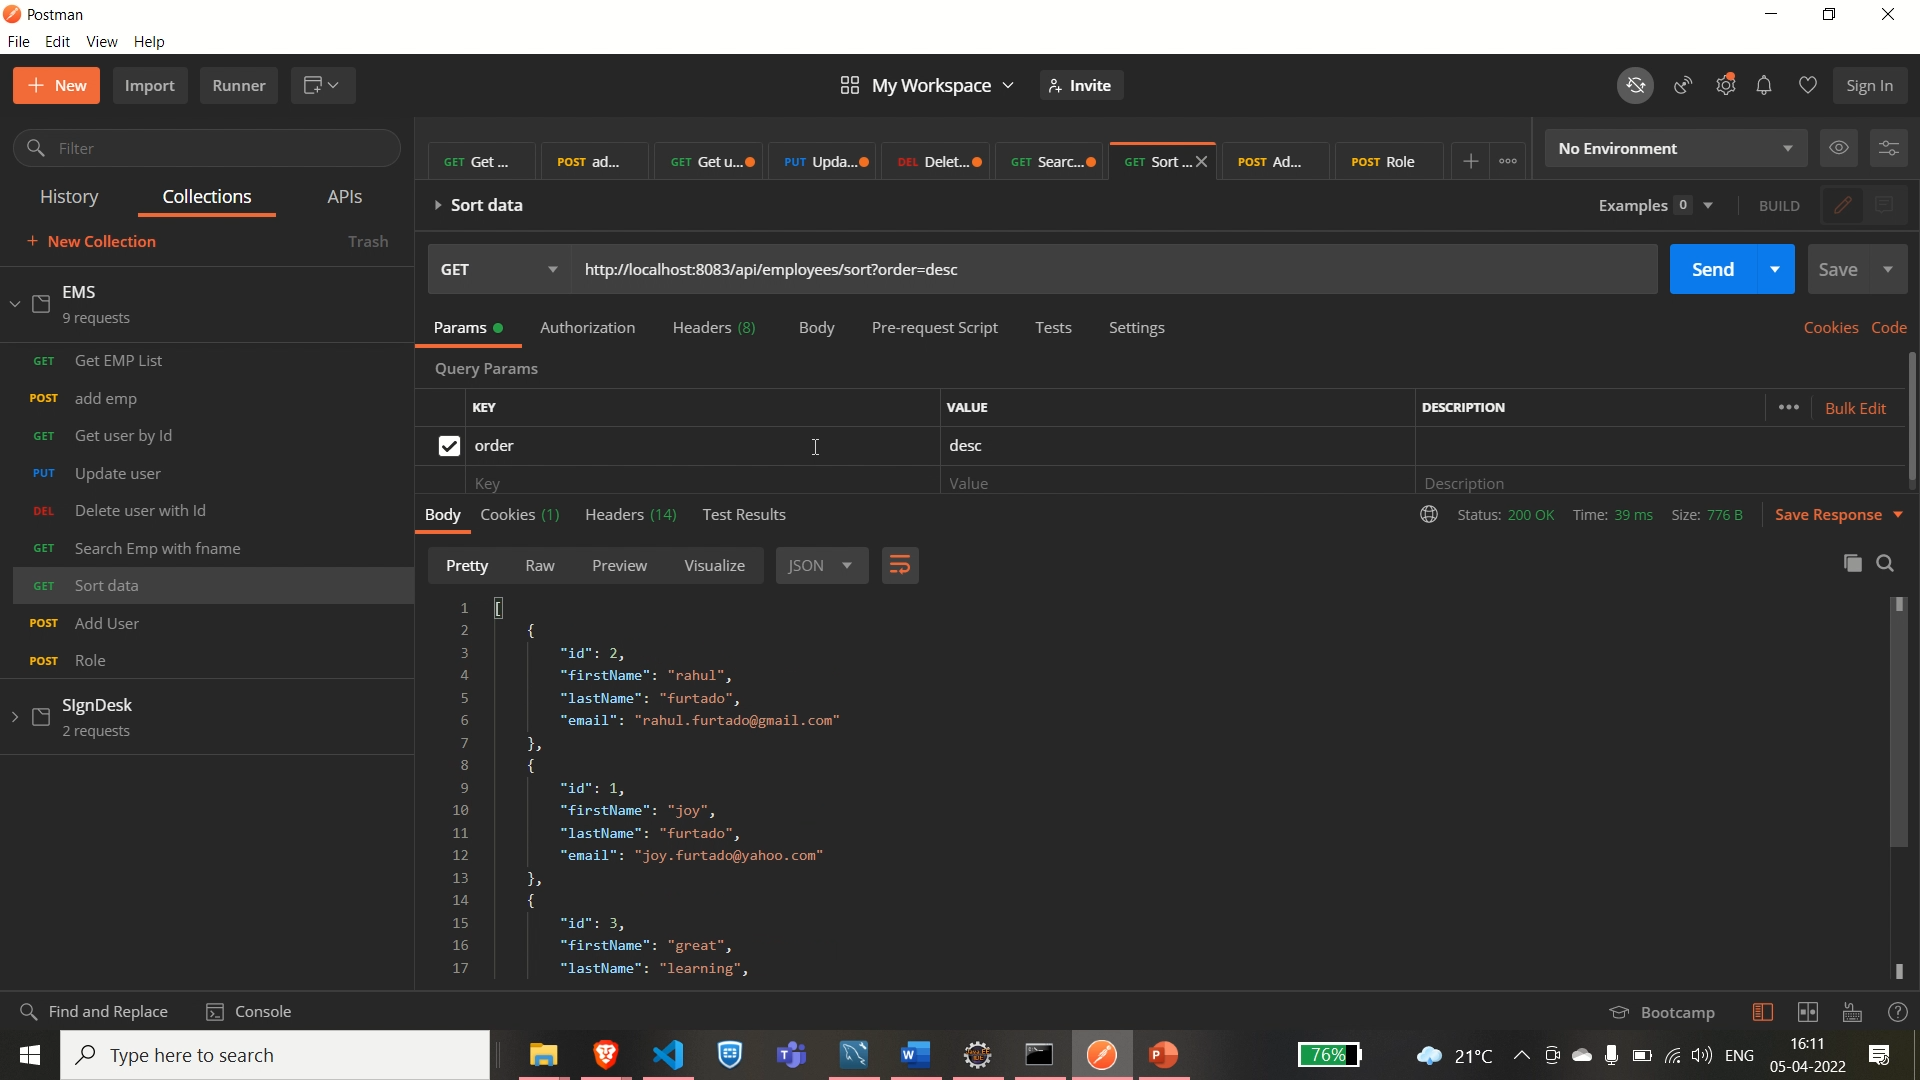 Postman
File Edit View Help
New Import Runner My Workspace Invite Sign In
Filter
GET Get ... POST ad... GET Get u... PUT Upda... DEL Delet... GET Searc... GET Sort ... POST Ad... POST Role
No Environment
History Collections APIs
+ New Collection Trash
Sort data Examples 0 BUILD
EMS
9 requests
GET http://localhost:8083/api/employees/sort?order=desc Send Save
Params Authorization Headers (8) Body Pre-request Script Tests Settings Cookies Code
Query Params
KEY VALUE DESCRIPTION Bulk Edit
order desc
Key Value Description
GET Get EMP List
POST add emp
GET Get user by Id
PUT Update user
DEL Delete user with Id
GET Search Emp with fname
GET Sort data
POST Add User
POST Role
SIgnDesk
2 requests
Body Cookies (1) Headers (14) Test Results Status: 200 OK Time: 39 ms Size: 776 B Save Response
Pretty Raw Preview Visualize JSON
1 [
2 {
3 "id": 2,
4 "firstName": "rahul",
5 "lastName": "furtado",
6 "email": "rahul.furtado@gmail.com"
7 },
8 {
9 "id": 1,
10 "firstName": "joy",
11 "lastName": "furtado",
12 "email": "joy.furtado@yahoo.com"
13 },
14 {
15 "id": 3,
16 "firstName": "great",
17 "lastName": "learning",
Find and Replace Console Bootcamp
Type here to search 76% 21°C ENG 16:11
05-04-2022